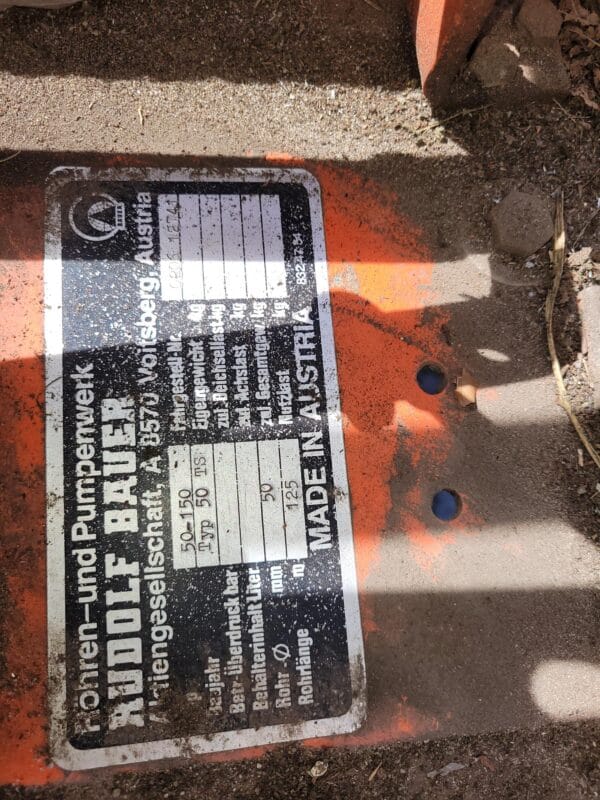 Röhren-und Pumpenwerk
RUDOLF BAUER
Aktiengesellschaft, A 8570 Voitsberg, Austria
50-150 Fahrgestell-Nr.
Baujahr Typ 50 TS Eigengewicht kg
Betr. Überdruck bar zul. Deichsellast kg
Behälterinhalt Liter zul. Achslast kg
Rohr Ø mm 50 zul. Gesamtgew. kg
Rohrlänge m 125 Nutzlast kg
MADE IN AUSTRIA